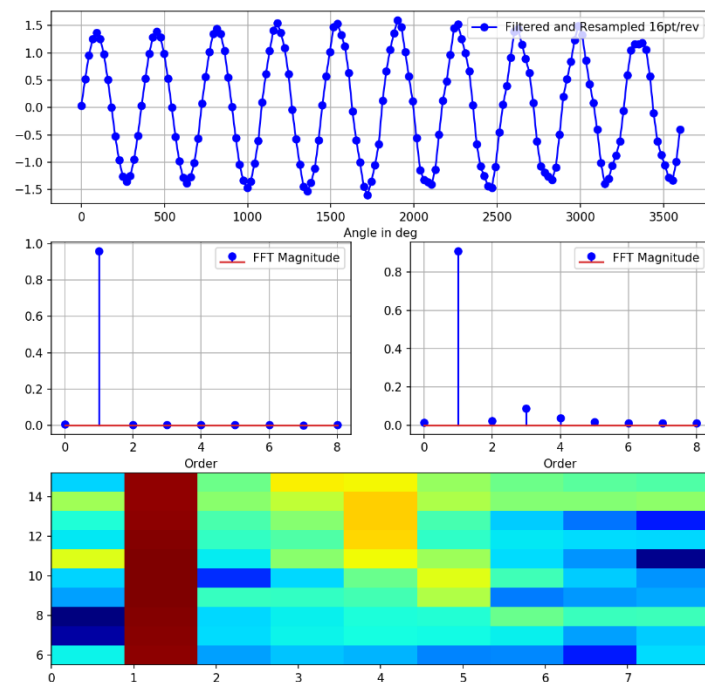 1.5
1.0
0.5
0.0
−0.5
−1.0
−1.5
Filtered and Resampled 16pt/rev
0 500 1000 1500 2000 2500 3000 3500
Angle in deg
1.0
0.8
0.6
0.4
0.2
0.0
FFT Magnitude
0 2 4 6 8
Order
0.8
0.6
0.4
0.2
0.0
FFT Magnitude
0 2 4 6 8
Order
14
12
10
8
6
0 1 2 3 4 5 6 7